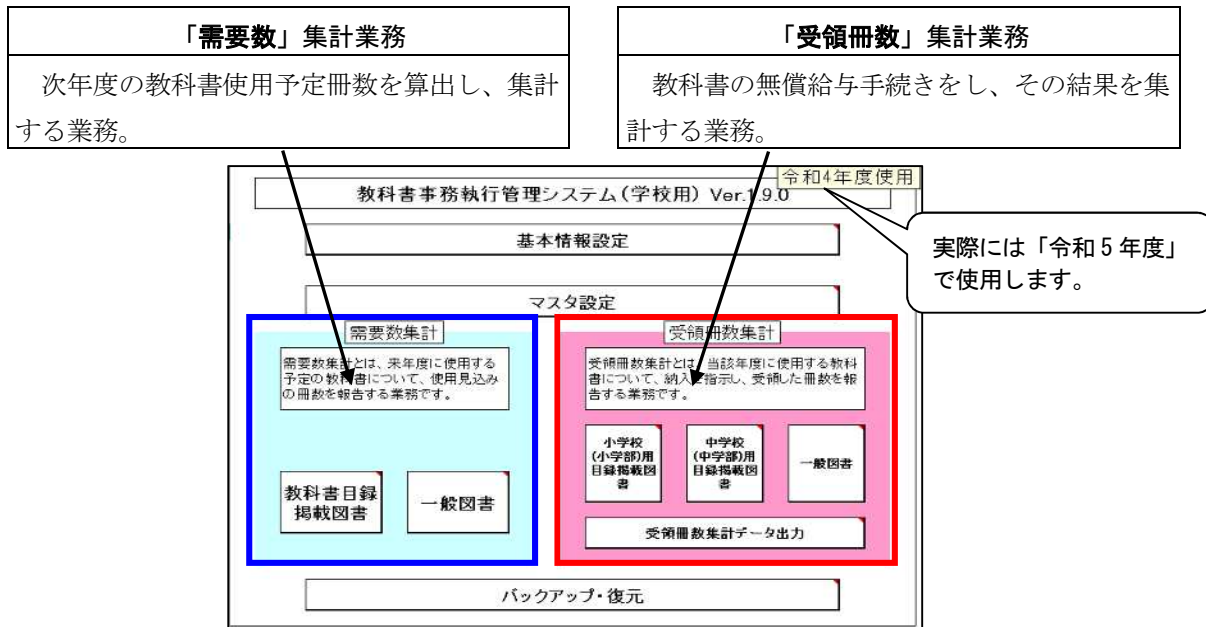 「需要数」集計業務
次年度の教科書使用予定冊数を算出し、集計
する業務。
「受領冊数」集計業務
教科書の無償給与手続きをし、その結果を集
計する業務。
令和4年度使用
教科書事務執行管理システム(学校用) Ver.1.9.0
実際には「令和５年度」
で使用します。
基本情報設定
マスタ設定
需要数集計
需要数集計とは、来年度に使用する
予定の教科書について、使用見込み
の冊数を報告する業務です。
教科書目録
掲載図書
一般図書
受領冊数集計
受領冊数集計とは、当該年度に使用する教科
書について、納入を指示し、受領した冊数を報
告する業務です。
小学校
(小学部)用
目録掲載図
書
中学校
(中学部)用
目録掲載図
書
一般図書
受領冊数集計データ出力
バックアップ・復元